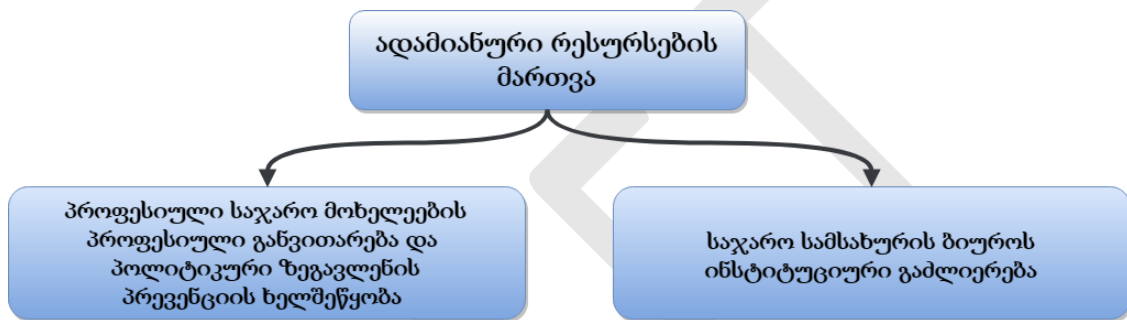 ადამიანური რესურსების
მართვა
პროფესიული საჯარო მოხელეების
პროფესიული განვითარება და
პოლიტიკური ზეგავლენის
პრევენციის ხელშეწყობა
საჯარო სამსახურის ბიუროს
ინსტიტუციური გაძლიერება